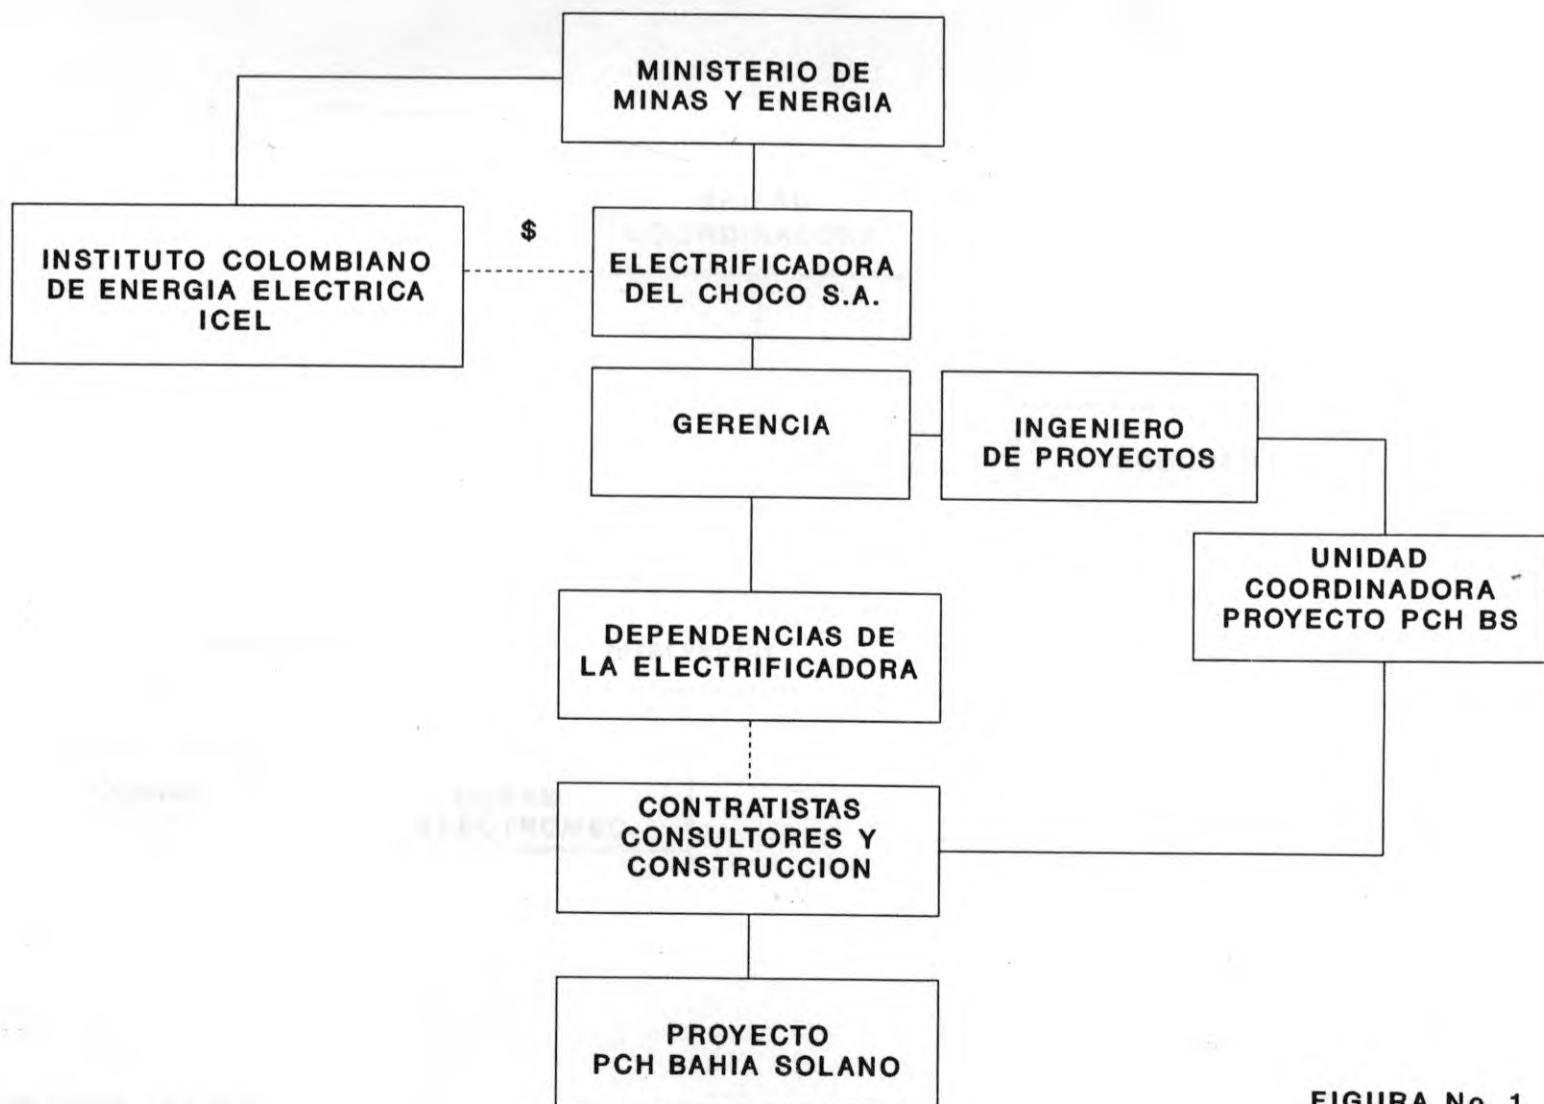 MINISTERIO DE
MINAS Y ENERGIA
INSTITUTO COLOMBIANO
DE ENERGIA ELECTRICA
ICEL
$
ELECTRIFICADORA
DEL CHOCO S.A.
GERENCIA
INGENIERO
DE PROYECTOS
UNIDAD
COORDINADORA
PROYECTO PCH BS
DEPENDENCIAS DE
LA ELECTRIFICADORA
CONTRATISTAS
CONSULTORES Y
CONSTRUCCION
PROYECTO
PCH BAHIA SOLANO
FIGURA No. 1